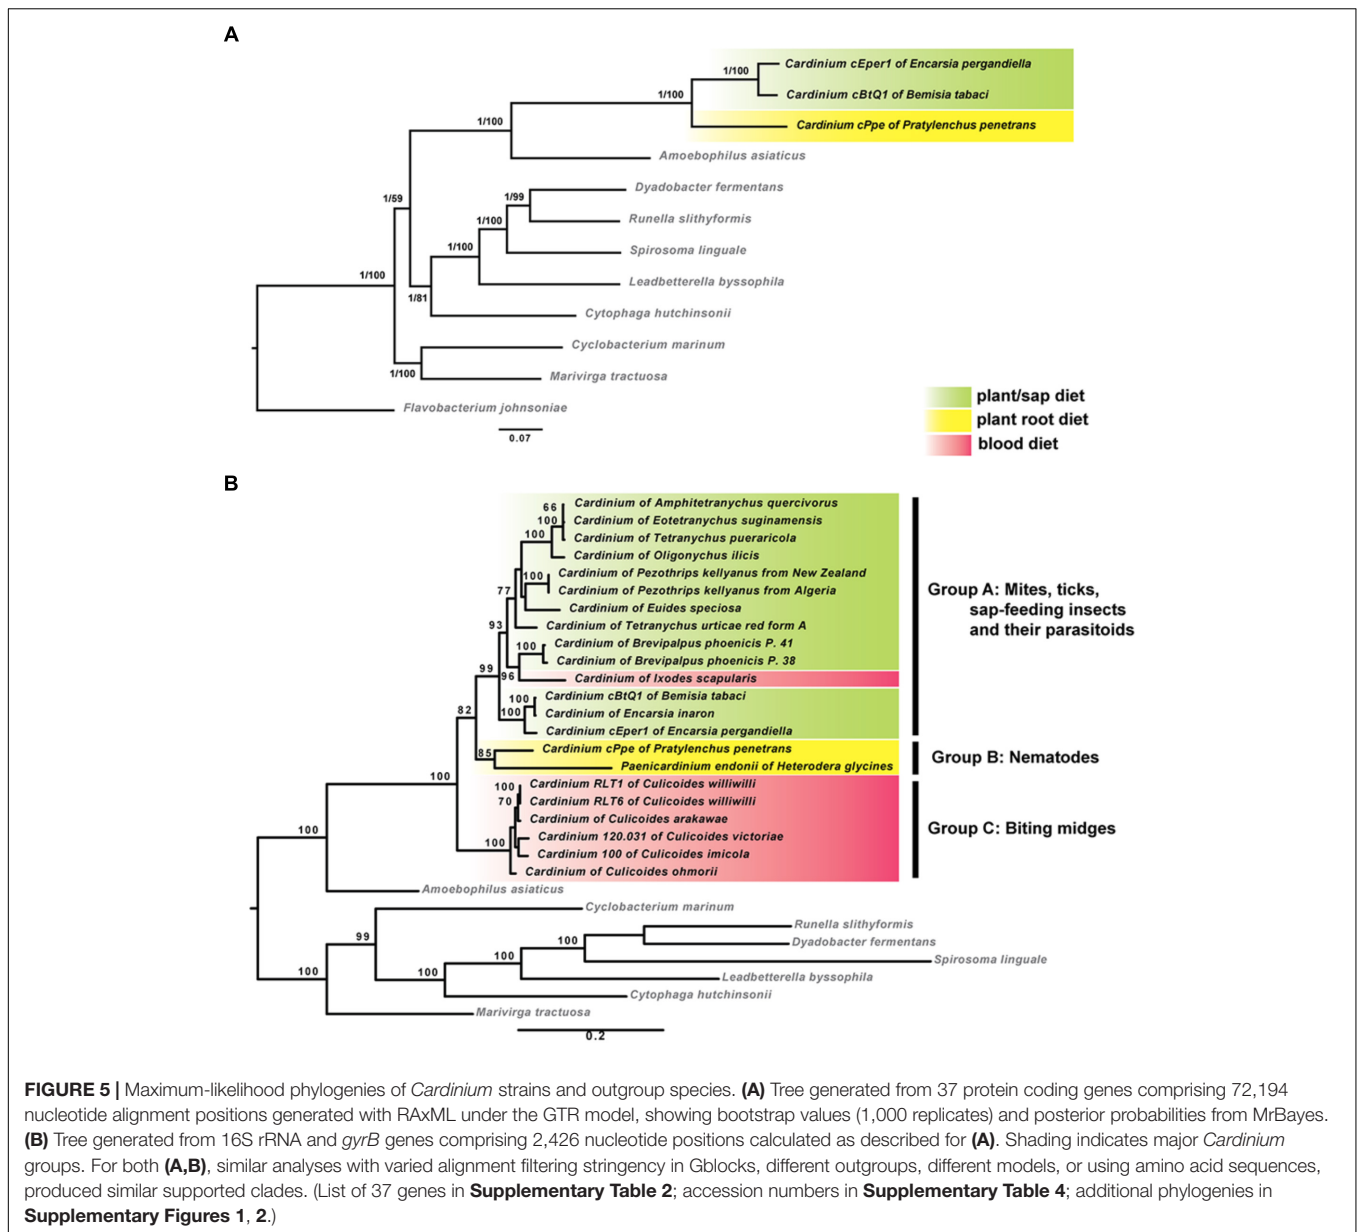 A
Cardinium cEper1 of Encarsia pergandiella
1/100
Cardinium cBtQ1 of Bemisia tabaci
1/100
Cardinium cPpe of Pratylenchus penetrans
1/100
Amoebophilus asiaticus
Dyadobacter fermentans
1/59
1/99
Runella slithyformis
1/100
Spirosoma linguale
1/100
Leadbetterella byssophila
1/100
1/81
Cytophaga hutchinsonii
Cyclobacterium marinum
1/100
Marivirga tractuosa
Flavobacterium johnsoniae
0.07
plant/sap diet
plant root diet
blood diet
B
Cardinium of Amphitetranychus quercivorus
66
Cardinium of Eotetranychus suginamensis
100
Cardinium of Tetranychus pueraricola
100
Cardinium of Oligonychus ilicis
Cardinium of Pezothrips kellyanus from New Zealand
100
Cardinium of Pezothrips kellyanus from Algeria
77
Cardinium of Euides speciosa
Cardinium of Tetranychus urticae red form A
93
Cardinium of Brevipalpus phoenicis P. 41
100
Cardinium of Brevipalpus phoenicis P. 38
99
96
Cardinium of Ixodes scapularis
Cardinium cBtQ1 of Bemisia tabaci
100
Cardinium of Encarsia inaron
100
82
Cardinium cEper1 of Encarsia pergandiella
Cardinium cPpe of Pratylenchus penetrans
85
Paenicardinium endonii of Heterodera glycines
100
Cardinium RLT1 of Culicoides williwilli
100
Cardinium RLT6 of Culicoides williwilli
70
Cardinium of Culicoides arakawae
Cardinium 120.031 of Culicoides victoriae
100
Cardinium 100 of Culicoides imicola
Cardinium of Culicoides ohmorii
Group A: Mites, ticks,
sap-feeding insects
and their parasitoids
Group B: Nematodes
Group C: Biting midges
100
Amoebophilus asiaticus
Cyclobacterium marinum
Runella slithyformis
99
100
Dyadobacter fermentans
Spirosoma linguale
100
100
100
Leadbetterella byssophila
Cytophaga hutchinsonii
Marivirga tractuosa
0.2
FIGURE 5 | Maximum-likelihood phylogenies of Cardinium strains and outgroup species. (A) Tree generated from 37 protein coding genes comprising 72,194
nucleotide alignment positions generated with RAxML under the GTR model, showing bootstrap values (1,000 replicates) and posterior probabilities from MrBayes.
(B) Tree generated from 16S rRNA and gyrB genes comprising 2,426 nucleotide positions calculated as described for (A). Shading indicates major Cardinium
groups. For both (A,B), similar analyses with varied alignment filtering stringency in Gblocks, different outgroups, different models, or using amino acid sequences,
produced similar supported clades. (List of 37 genes in Supplementary Table 2; accession numbers in Supplementary Table 4; additional phylogenies in
Supplementary Figures 1, 2.)